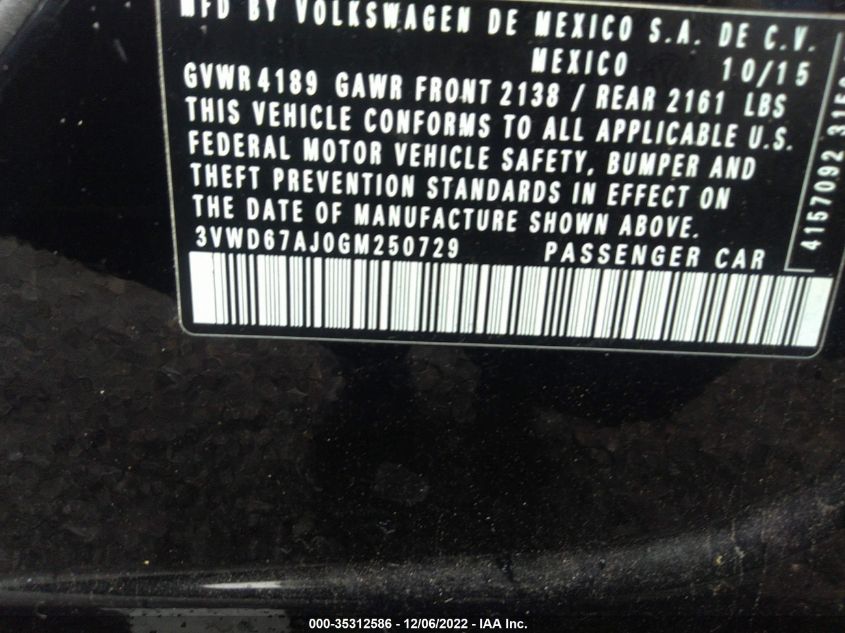 MFD BY VOLKSWAGEN DE MEXICO S.A. DE C.V.
MEXICO 10/15
GVWR 4189 GAWR FRONT 2138 / REAR 2161 LBS
THIS VEHICLE CONFORMS TO ALL APPLICABLE U.S.
FEDERAL MOTOR VEHICLE SAFETY, BUMPER AND
THEFT PREVENTION STANDARDS IN EFFECT ON
THE DATE OF MANUFACTURE SHOWN ABOVE.
3VWD67AJ0GM250729 PASSENGER CAR
4157092
000-35312586 - 12/06/2022 - IAA Inc.